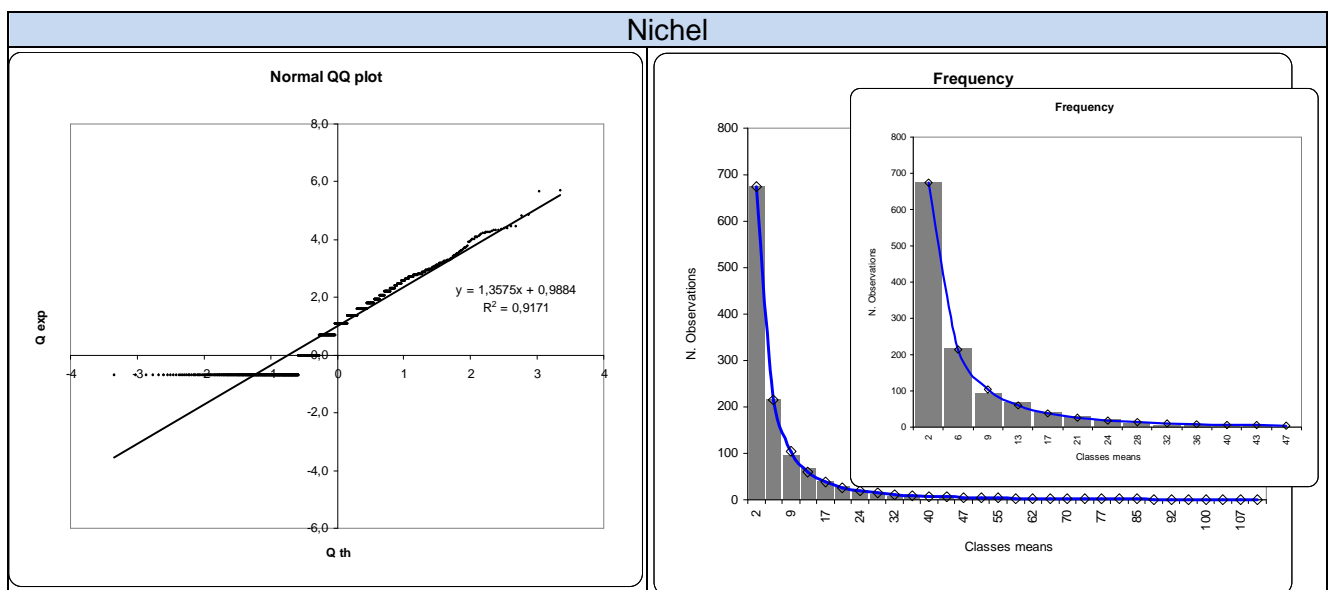 Nichel
Normal QQ plot
8,0
6,0
4,0
2,0
0,0
-2,0
-4,0
-6,0
-4 -3 -2 -1 0 1 2 3 4
y = 1,3575x + 0,9884
R² = 0,9171
Q exp
Q th
Frequency
800
700
600
500
400
300
200
100
0
N. Observations
2 9 17 24 32 40 47 55 62 70 77 85 92 100 107
Classes means
Frequency
800
700
600
500
400
300
200
100
0
N. Observations
2 6 9 13 17 21 24 28 32 36 40 43 47
Classes means